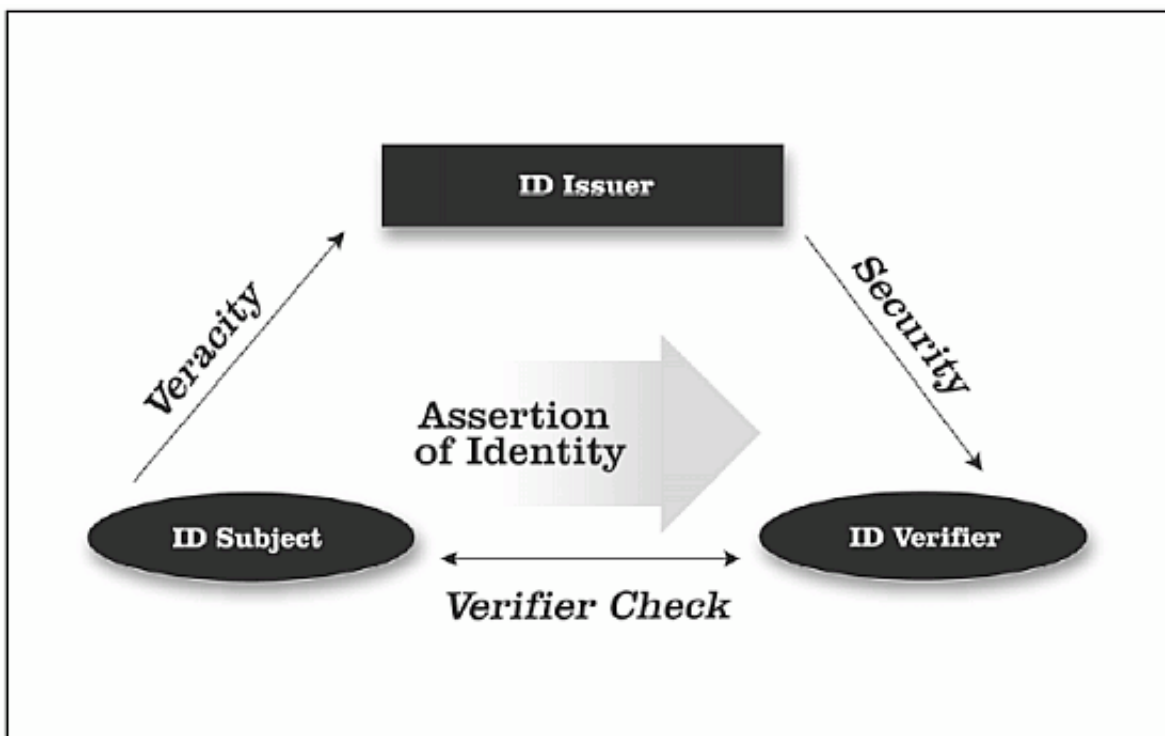 ID Issuer
Veracity
Security
Assertion
of Identity
ID Subject
ID Verifier
Verifier Check